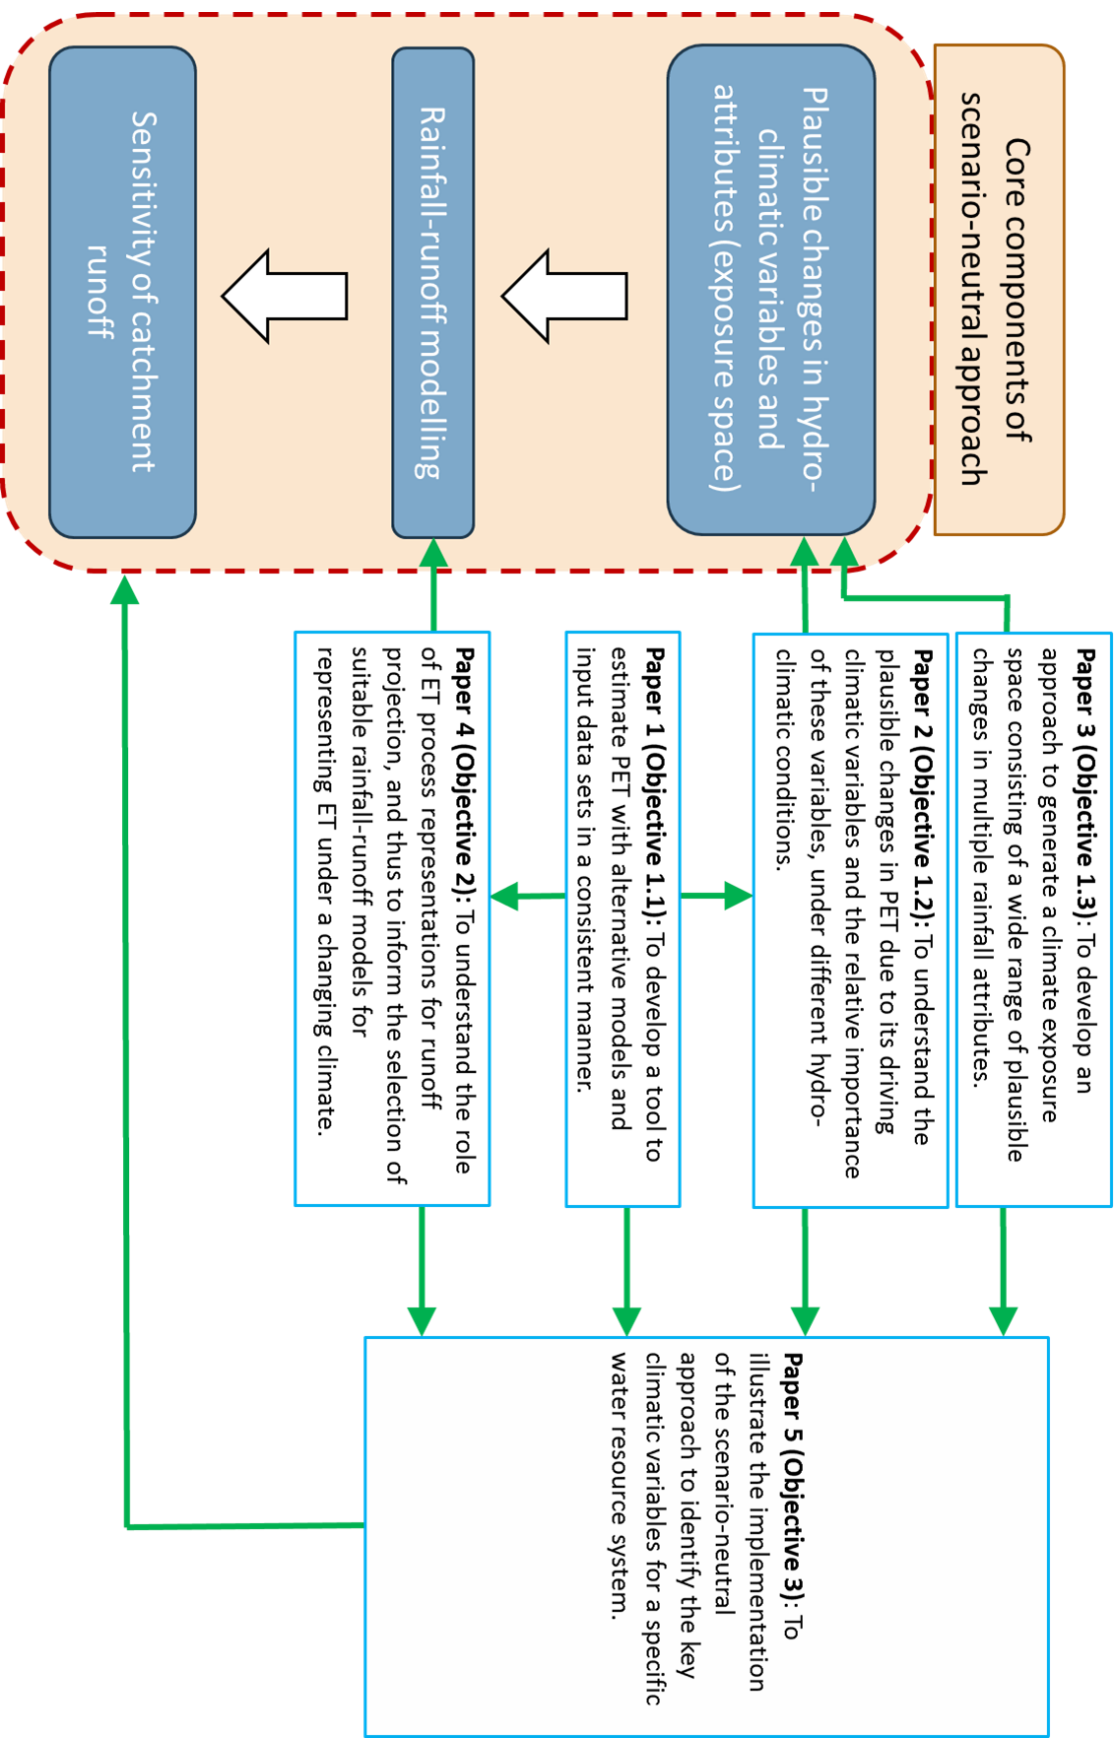 Core components of
scenario-neutral approach
Plausible changes in hydro-
climatic variables and
attributes (exposure space)
Rainfall-runoff modelling
Sensitivity of catchment
runoff
Paper 3 (Objective 1.3): To develop an
approach to generate a climate exposure
space consisting of a wide range of plausible
changes in multiple rainfall attributes.
Paper 2 (Objective 1.2): To understand the
plausible changes in PET due to its driving
climatic variables and the relative importance
of these variables, under different hydro-
climatic conditions.
Paper 1 (Objective 1.1): To develop a tool to
estimate PET with alternative models and
input data sets in a consistent manner.
Paper 4 (Objective 2): To understand the role
of ET process representations for runoff
projection, and thus to inform the selection of
suitable rainfall-runoff models for
representing ET under a changing climate.
Paper 5 (Objective 3): To
illustrate the implementation
of the scenario-neutral
approach to identify the key
climatic variables for a specific
water resource system.